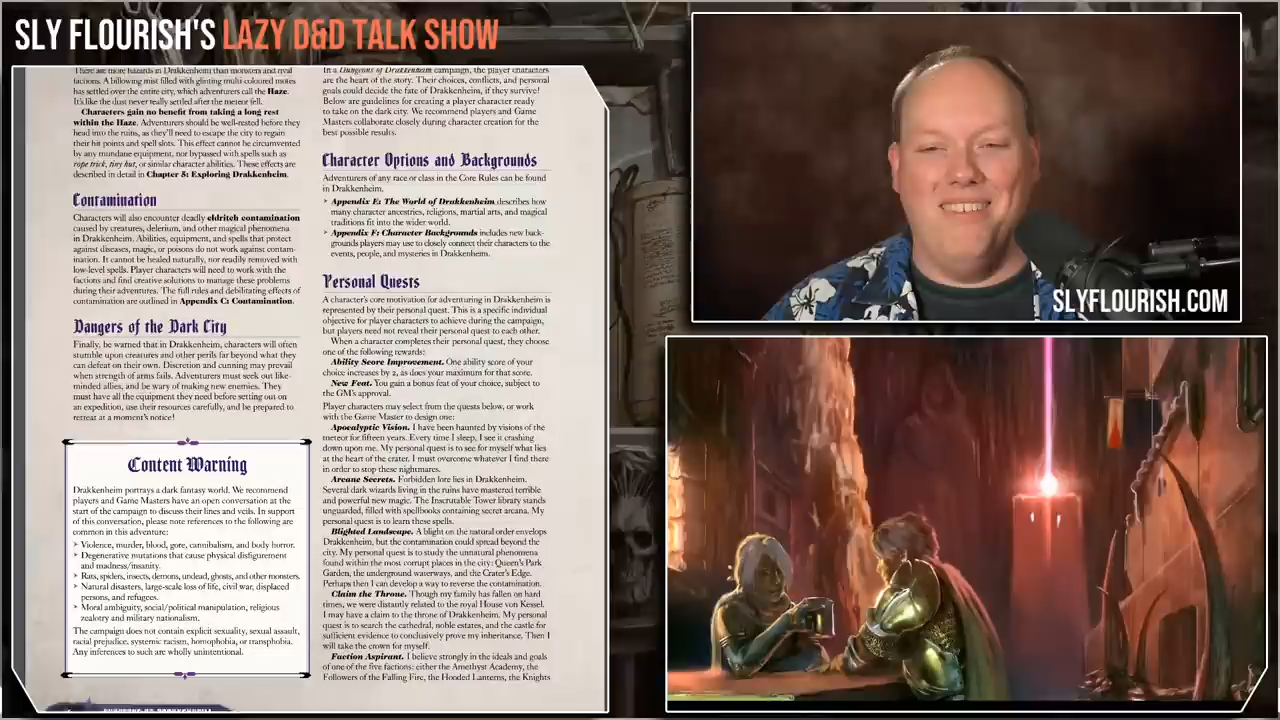 SLY FLOURISH'S LAZY D&D TALK SHOW
There are more hazards in Drakkenheim than monsters and rival
factions. A billowing mist filled with glinting multi-coloured motes
has settled over the entire city, which adventurers call the Haze.
It's like the dust never really settled after the meteor fell.
Characters gain no benefit from taking a long rest
within the Haze. Adventurers should be well-rested before they
head into the ruins, as they'll need to escape the city to regain
their hit points and spell slots. This effect cannot be circumvented
by any mundane equipment, nor bypassed with spells such as
rope trick, tiny hut, or similar character abilities. These effects are
described in detail in Chapter 5: Exploring Drakkenheim.
Contamination
Characters will also encounter deadly eldritch contamination
caused by creatures, delerium, and other magical phenomena
in Drakkenheim. Abilities, equipment, and spells that protect
against diseases, magic, or poisons do not work against contam-
ination. It cannot be healed naturally, nor readily removed with
low-level spells. Player characters will need to work with the
factions and find creative solutions to manage these problems
during their adventures. The full rules and debilitating effects of
contamination are outlined in Appendix C: Contamination.
Dangers of the Dark City
Finally, be warned that in Drakkenheim, characters will often
stumble upon creatures and other perils far beyond what they
can defeat on their own. Discretion and cunning may prevail
when strength of arms fails. Adventurers must seek out like-
minded allies, and be wary of making new enemies. They
must have all the equipment they need before setting out on
an expedition, use their resources carefully, and be prepared to
retreat at a moment's notice!
Content Warning
Drakkenheim portrays a dark fantasy world. We recommend
players and Game Masters have an open conversation at the
start of the campaign to discuss their lines and veils. In support
of this conversation, please note references to the following are
common in this adventure:
Violence, murder, blood, gore, cannibalism, and body horror.
Degenerative mutations that cause physical disfigurement
and madness/insanity.
Rats, spiders, insects, demons, undead, ghosts, and other monsters.
Natural disasters, large-scale loss of life, civil war, displaced
persons, and refugees.
Moral ambiguity, social/political manipulation, religious
zealotry and military nationalism.
The campaign does not contain explicit sexuality, sexual assault,
racial prejudice, systemic racism, homophobia, or transphobia.
Any inferences to such are wholly unintentional.
In a Dungeons of Drakkenheim campaign, the player characters
are the heart of the story. Their choices, conflicts, and personal
goals could decide the fate of Drakkenheim, if they survive!
Below are guidelines for creating a player character ready
to take on the dark city. We recommend players and Game
Masters collaborate closely during character creation for the
best possible results.
Character Options and Backgrounds
Adventurers of any race or class in the Core Rules can be found
in Drakkenheim.
Appendix E: The World of Drakkenheim describes how
many character ancestries, religions, martial arts, and magical
traditions fit into the wider world.
Appendix F: Character Backgrounds includes new back-
grounds players may use to closely connect their characters to the
events, people, and mysteries in Drakkenheim.
Personal Quests
A character's core motivation for adventuring in Drakkenheim is
represented by their personal quest. This is a specific individual
objective for player characters to achieve during the campaign,
but players need not reveal their personal quest to each other.
When a character completes their personal quest, they choose
one of the following rewards:
Ability Score Improvement. One ability score of your
choice increases by 2, as does your maximum for that score.
New Feat. You gain a bonus feat of your choice, subject to
the GM's approval.
Player characters may select from the quests below, or work
with the Game Master to design one:
Apocalyptic Vision. I have been haunted by visions of the
meteor for fifteen years. Every time I sleep, I see it crashing
down upon me. My personal quest is to see for myself what lies
at the heart of the crater. I must overcome whatever I find there
in order to stop these nightmares.
Arcane Secrets. Forbidden lore lies in Drakkenheim.
Several dark wizards living in the ruins have mastered terrible
and powerful new magic. The Inscrutable Tower library stands
unguarded, filled with spellbooks containing secret arcana. My
personal quest is to learn these spells.
Blighted Landscape. A blight on the natural order envelops
Drakkenheim, but the contamination could spread beyond the
city. My personal quest is to study the unnatural phenomena
found within the most corrupt places in the city: Queen's Park
Garden, the underground waterways, and the Crater's Edge.
Perhaps then I can develop a way to reverse the contamination.
Claim the Throne. Though my family has fallen on hard
times, we were distantly related to the royal House von Kessel.
I may have a claim to the throne of Drakkenheim. My personal
quest is to search the cathedral, noble estates, and the castle for
sufficient evidence to conclusively prove my inheritance. Then I
will take the crown for myself.
Faction Aspirant. I believe strongly in the ideals and goals
of one of the five factions: either the Amethyst Academy, the
Followers of the Falling Fire, the Hooded Lanterns, the Knights
SLYFLOURISH.COM